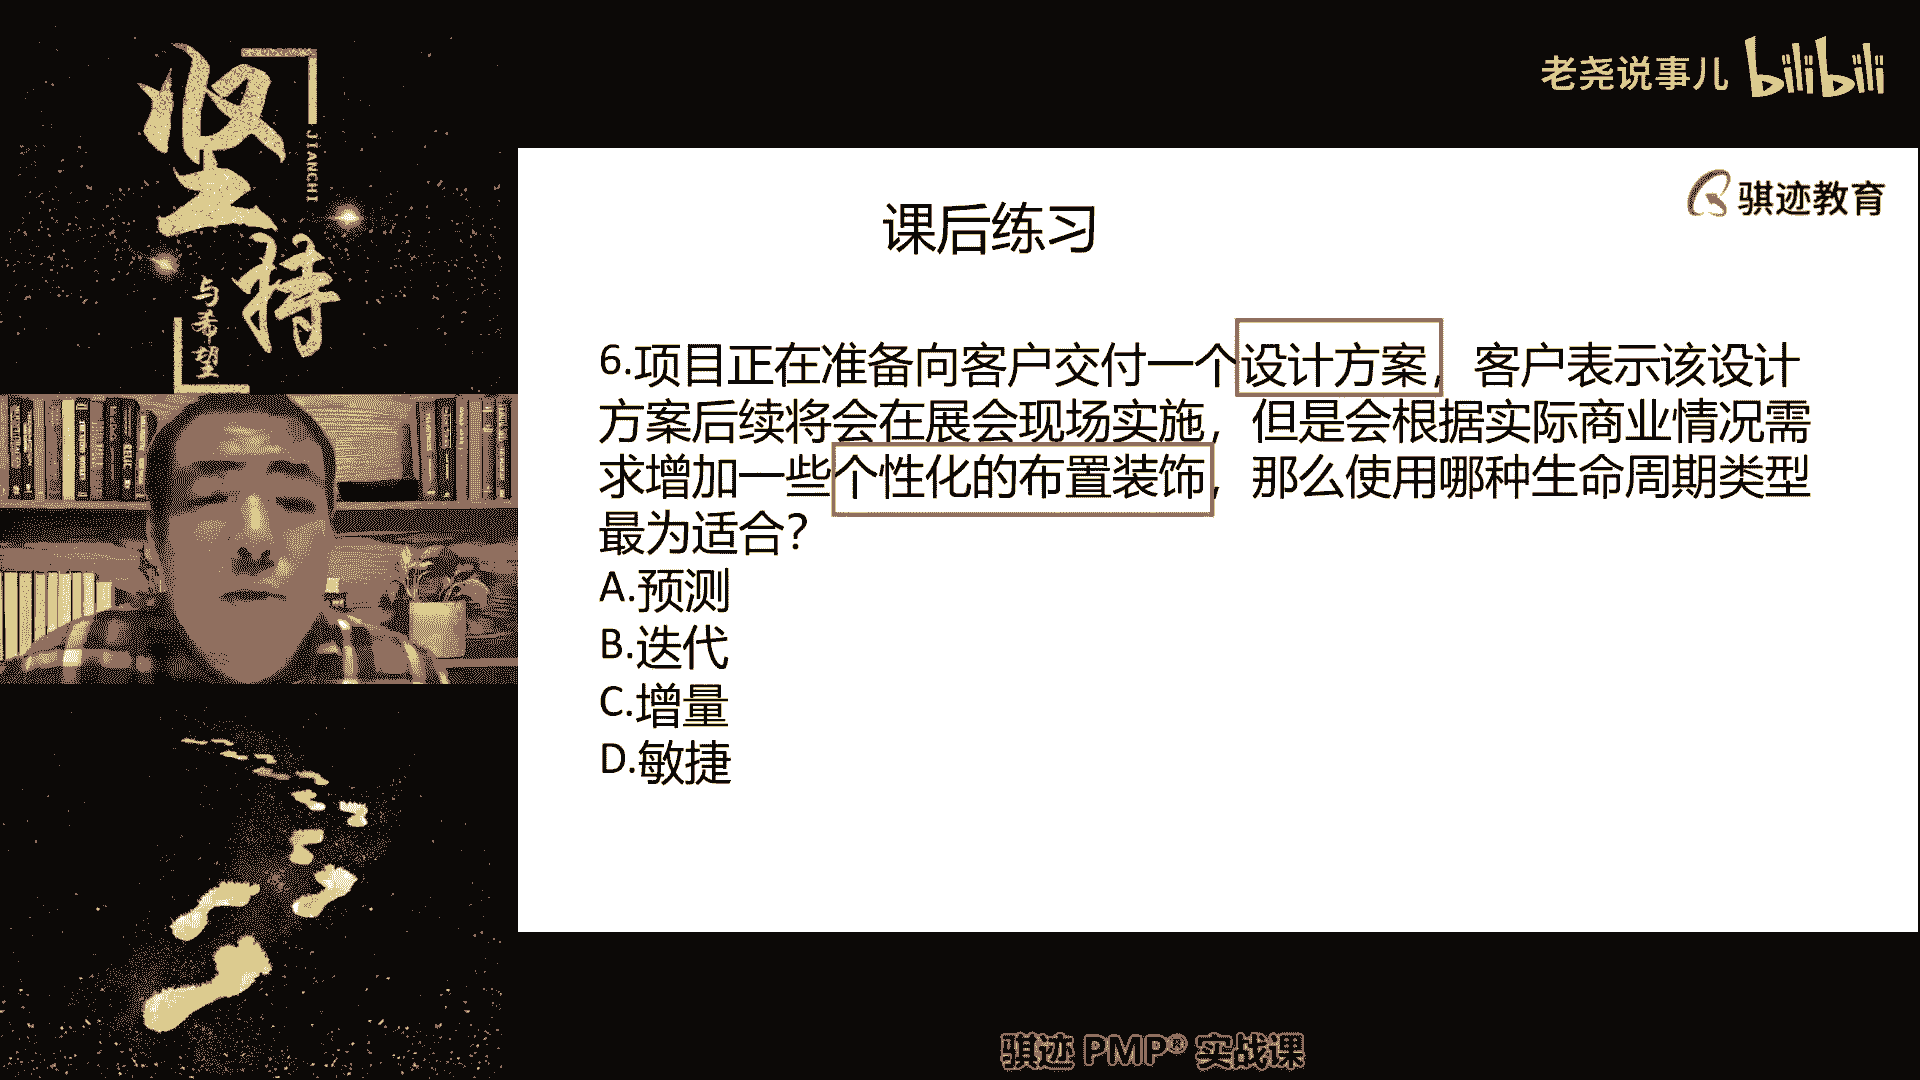 坚持
JIANCHI
与希望
老尧说事儿 bilibili
骐迹教育
课后练习
6.项目正在准备向客户交付一个设计方案，客户表示该设计
方案后续将会在展会现场实施，但是会根据实际商业情况需
求增加一些个性化的布置装饰，那么使用哪种生命周期类型
最为适合？
A.预测
B.迭代
C.增量
D.敏捷
骐迹 PMP® 实战课